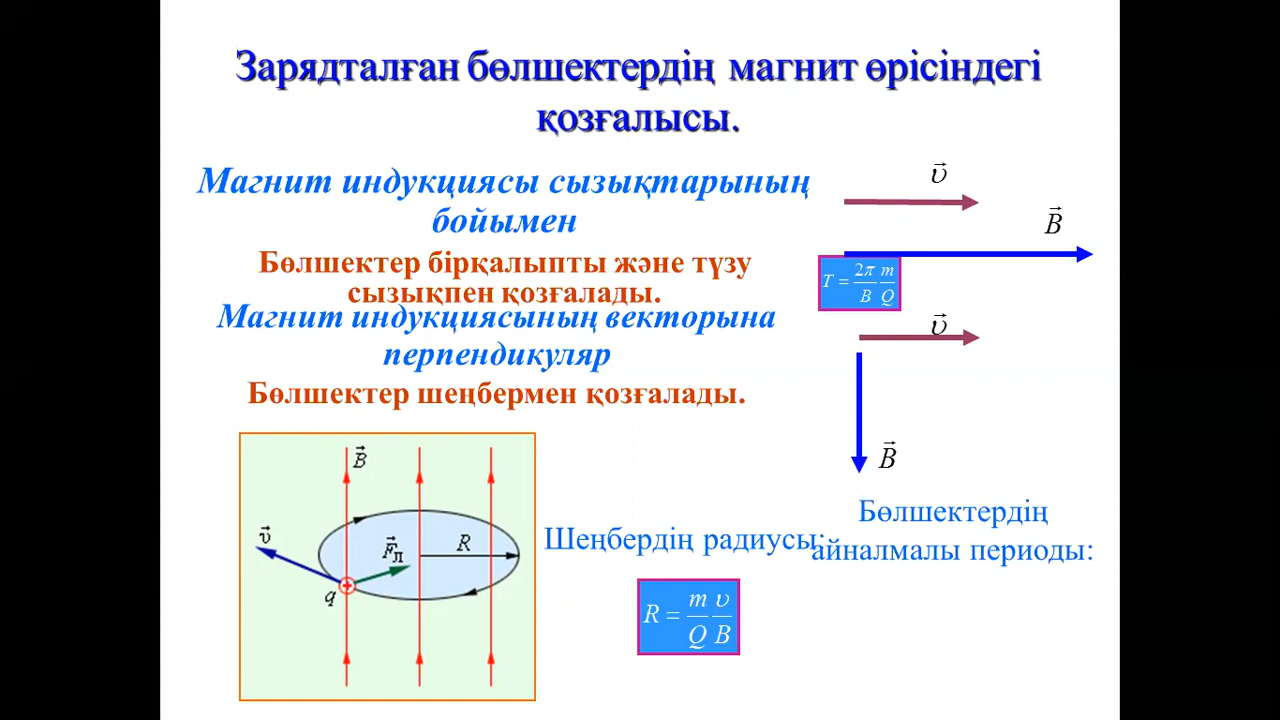 Зарядталған бөлшектердің магнит өрісіндегі
қозғалысы.
Магнит индукциясы сызықтарының
бойымен
Бөлшектер бірқалыпты және түзу
сызықпен қозғалады.
Магнит индукциясының векторына
перпендикуляр
Бөлшектер шеңбермен қозғалады.
υ⃗
B⃗
T = 2π/B m/Q
υ⃗
B⃗
B⃗
υ⃗
F⃗л
R
q
Шеңбердің радиусы:
R = m/Q υ/B
Бөлшектердің
айналмалы периоды: